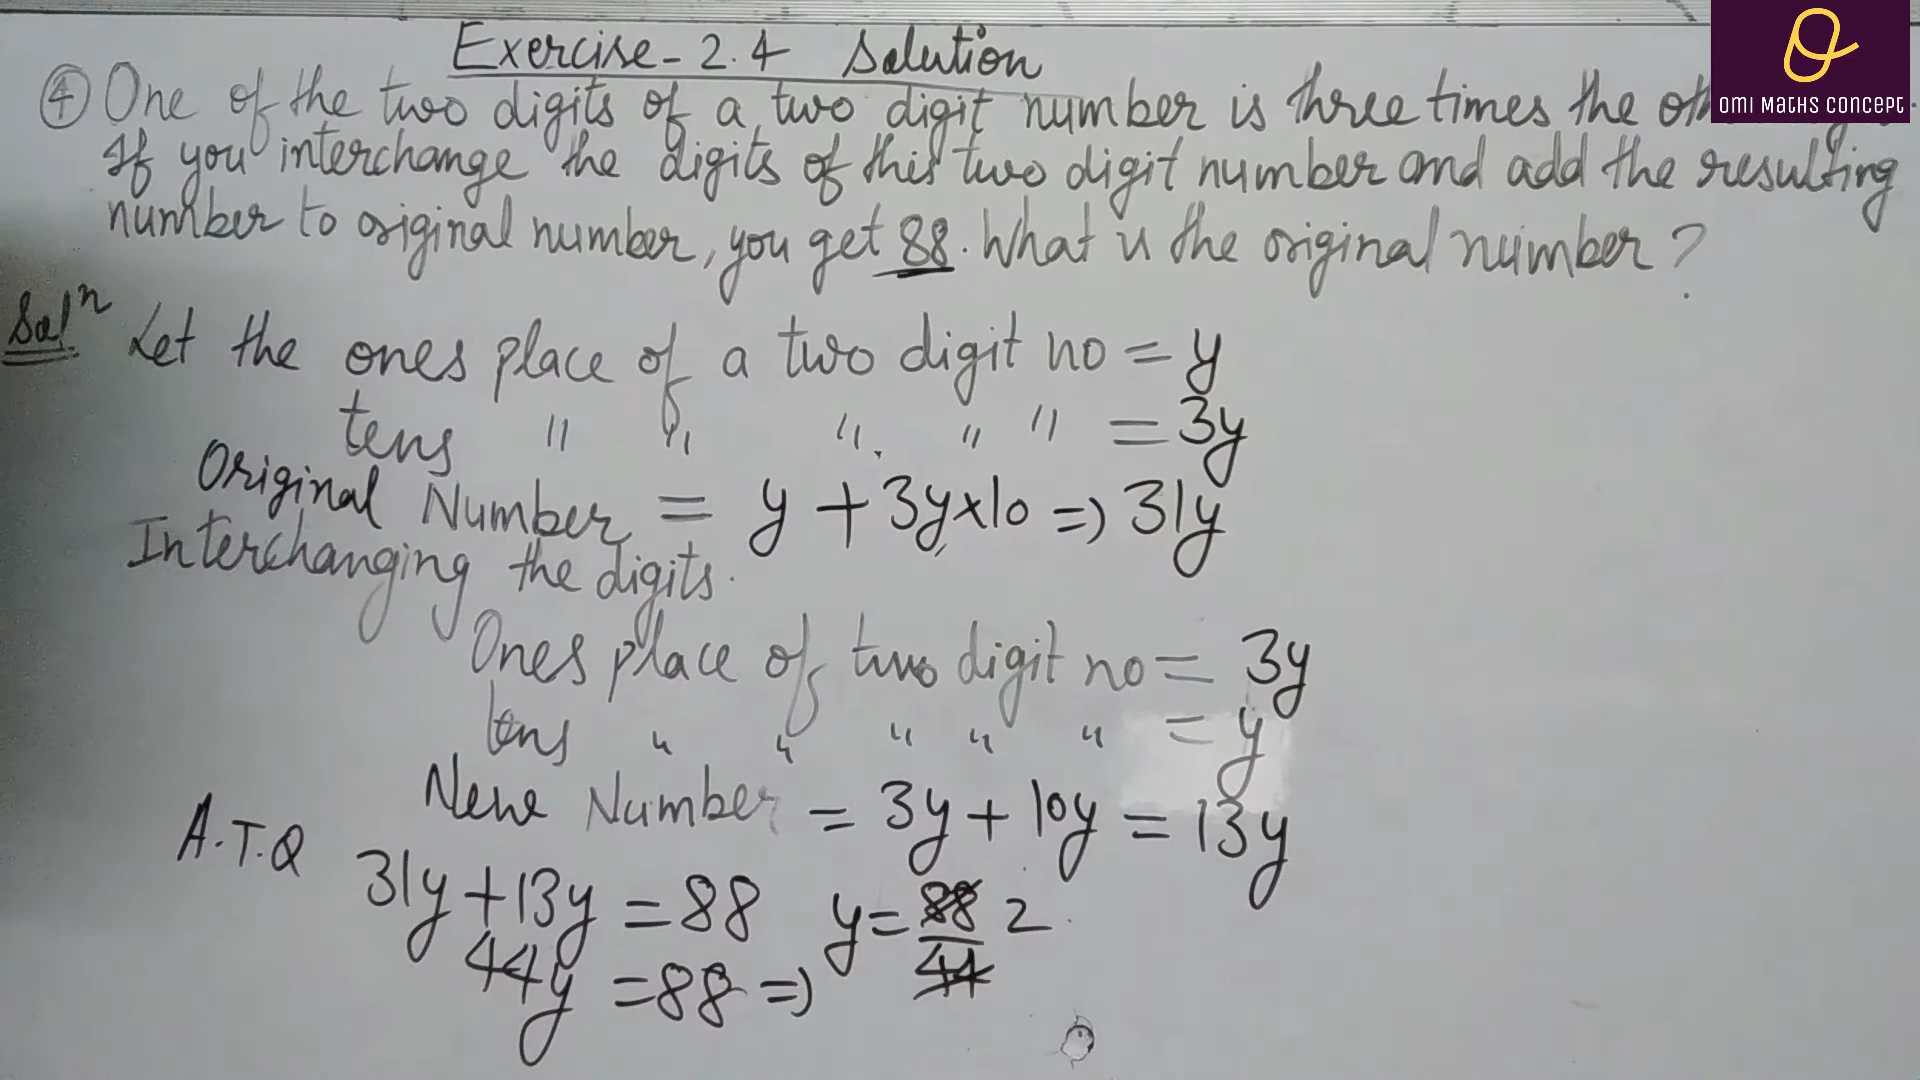 Exercise-2.4 Solution
OMI MATHS CONCEPT
④ One of the two digits of a two digit number is three times the
If you interchange the digits of this two digit number and add the resulting
number to original number, you get 88. What is the original number?
Solⁿ Let the ones place of a two digit no = y
tens " " " " " = 3y
Original Number = y + 3y×10 => 31y
Interchanging the digits.
Ones place of two digit no = 3y
tens " " " " " = y
New Number = 3y + 10y = 13y
A.T.Q
31y + 13y = 88 y = 88/44 2
44y = 88 =>